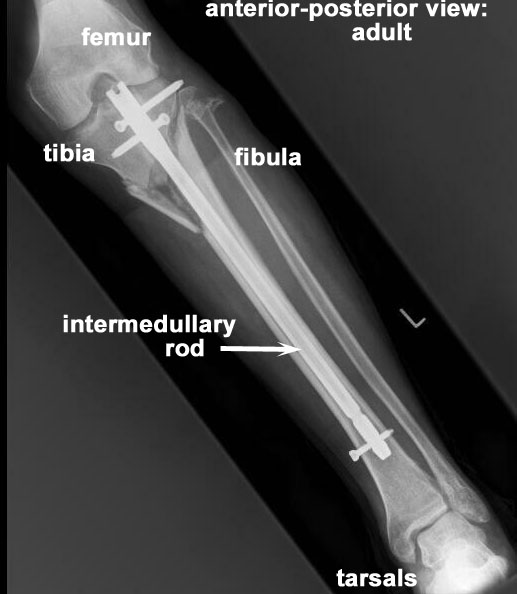 anterior-posterior view:
adult
femur
tibia
fibula
intermedullary
rod
L
tarsals